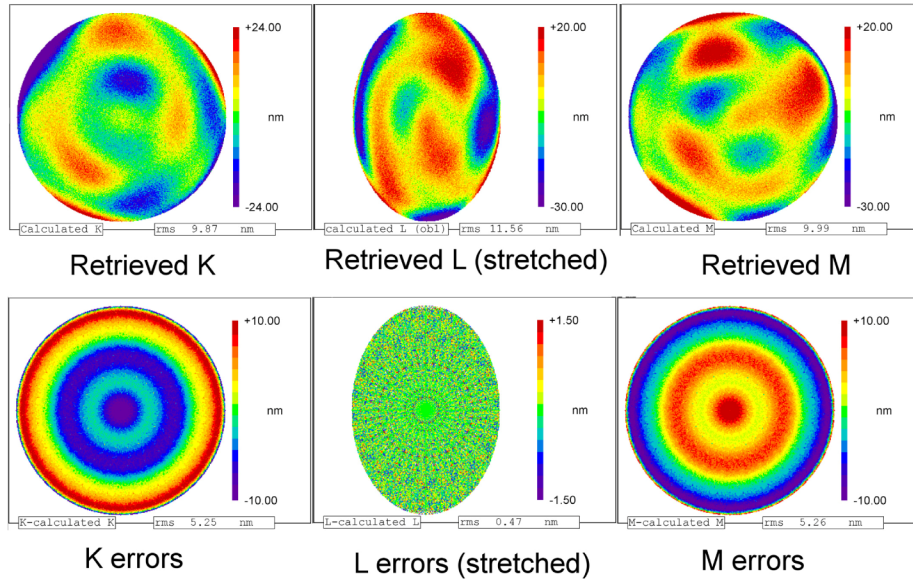 +24.00
nm
-24.00
Calculated K
rms 9.87 nm
+20.00
nm
-30.00
calculated L (obl)
rms 11.56 nm
+20.00
nm
-30.00
Calculated M
rms 9.99 nm
Retrieved K
Retrieved L (stretched)
Retrieved M
+10.00
nm
-10.00
K-calculated K
rms 5.25 nm
+1.50
nm
-1.50
L-calculated L
rms 0.47 nm
+10.00
nm
-10.00
M-calculated M
rms 5.26 nm
K errors
L errors (stretched)
M errors